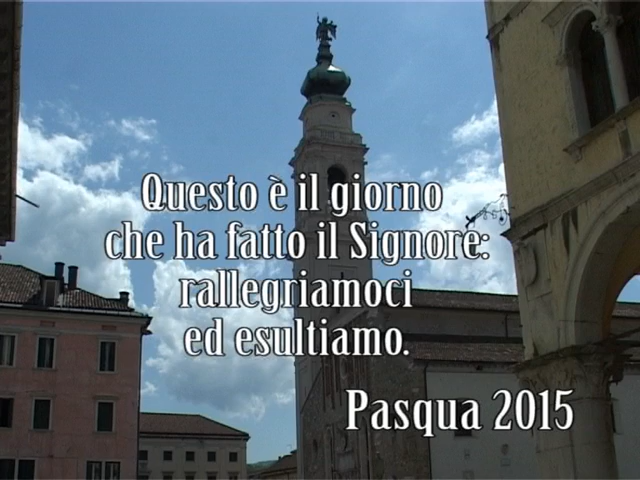 Questo è il giorno
che ha fatto il Signore:
rallegriamoci
ed esultiamo.
Pasqua 2015